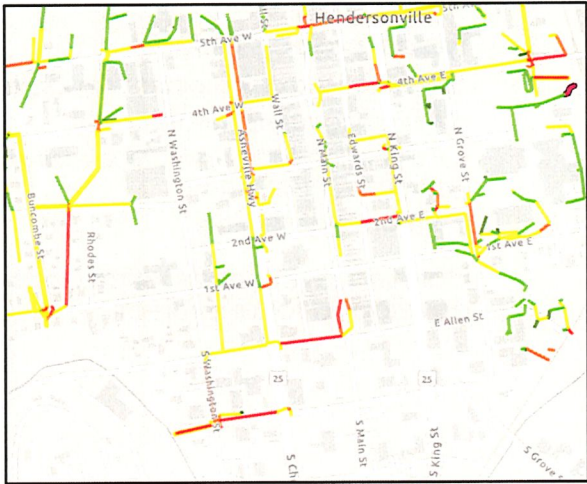 Hendersonville
5th Ave W
4th Ave E
4th Ave W
Wall St
Asheville Hwy
N Washington St
N Main St
Edwards St
N King St
N Grove St
Buncombe St
Rhodes St
2nd Ave W
2nd Ave E
1st Ave E
1st Ave W
E Allen St
S Washington St
25
25
S Main St
S King St
S Ch
S Grove